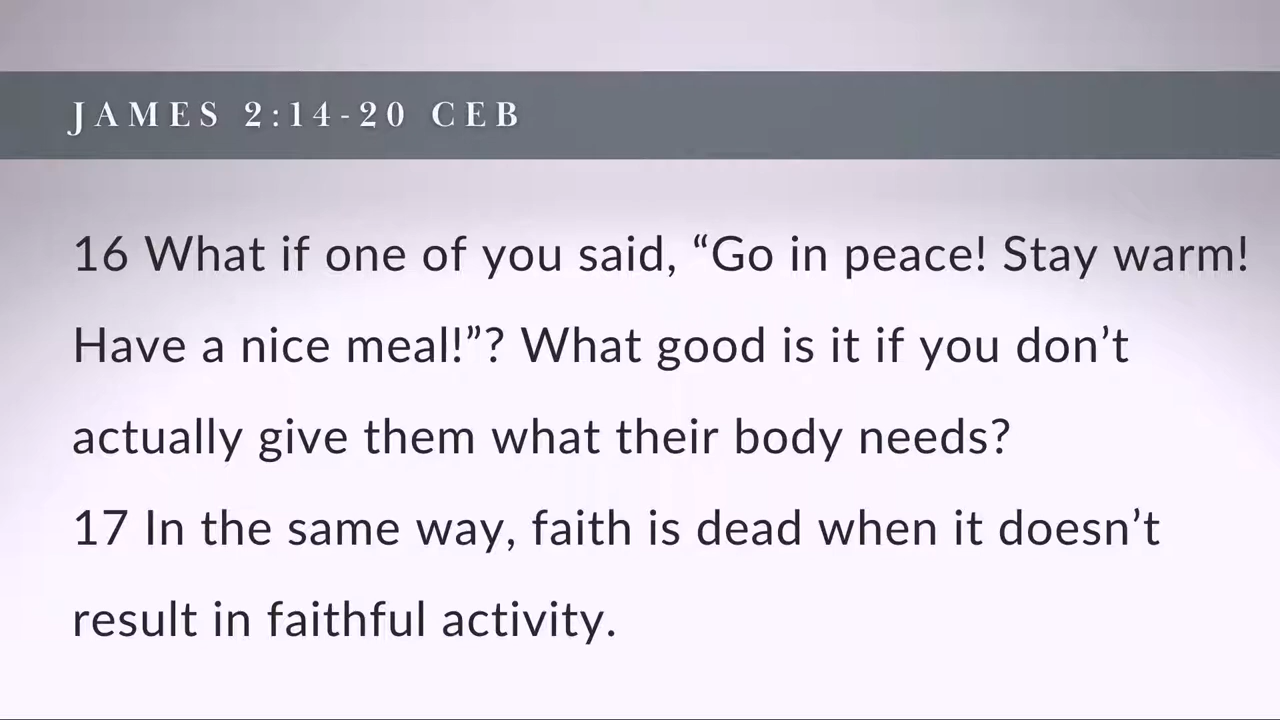 JAMES 2:14-20 CEB
16 What if one of you said, “Go in peace! Stay warm!
Have a nice meal!”? What good is it if you don’t
actually give them what their body needs?
17 In the same way, faith is dead when it doesn’t
result in faithful activity.